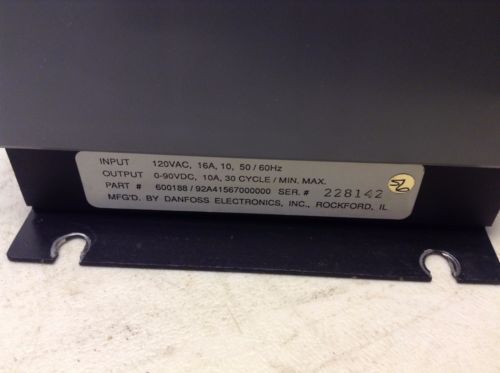 INPUT 120VAC, 16A, 10, 50/60Hz
OUTPUT 0-90VDC, 10A, 30 CYCLE/MIN. MAX.
PART # 600188/92A41567000000 SER.# 228142
MFG'D. BY DANFOSS ELECTRONICS, INC., ROCKFORD, IL